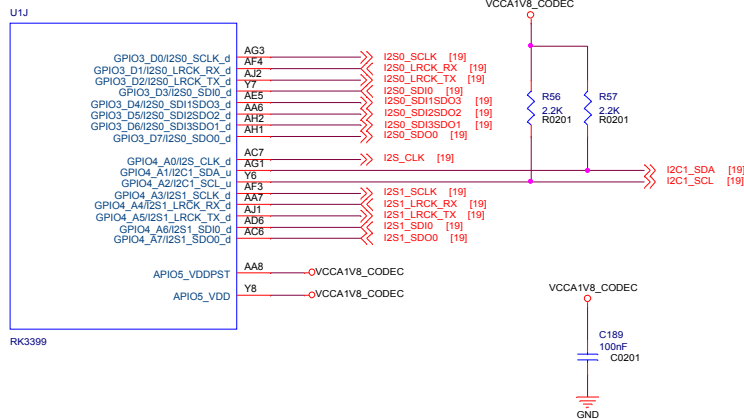 VCCA1V8_CODEC
U1J
GPIO3_D0/I2S0_SCLK_d AG3 I2S0_SCLK [19]
GPIO3_D1/I2S0_LRCK_RX_d AF4 I2S0_LRCK_RX [19]
GPIO3_D2/I2S0_LRCK_TX_d AJ2 I2S0_LRCK_TX [19]
GPIO3_D3/I2S0_SDI0_d Y7 I2S0_SDI0 [19]
GPIO3_D4/I2S0_SDI1SDO3_d AE5 I2S0_SDI1SDO3 [19]
GPIO3_D5/I2S0_SDI2SDO2_d AA6 I2S0_SDI2SDO2 [19]
GPIO3_D6/I2S0_SDI3SDO1_d AH2 I2S0_SDI3SDO1 [19]
GPIO3_D7/I2S0_SDO0_d AH1 I2S0_SDO0 [19]
R56 R57
2.2K 2.2K
R0201 R0201
GPIO4_A0/I2S_CLK_d AC7 I2S_CLK [19]
GPIO4_A1/I2C1_SDA_u AG1 I2C1_SDA [19]
GPIO4_A2/I2C1_SCL_u Y6 I2C1_SCL [19]
GPIO4_A3/I2S1_SCLK_d AF3 I2S1_SCLK [19]
GPIO4_A4/I2S1_LRCK_RX_d AA7 I2S1_LRCK_RX [19]
GPIO4_A5/I2S1_LRCK_TX_d AJ1 I2S1_LRCK_TX [19]
GPIO4_A6/I2S1_SDI0_d AD6 I2S1_SDI0 [19]
GPIO4_A7/I2S1_SDO0_d AC6 I2S1_SDO0 [19]
APIO5_VDDPST AA8 VCCA1V8_CODEC
APIO5_VDD Y8 VCCA1V8_CODEC
RK3399
VCCA1V8_CODEC
C189
100nF
C0201
GND